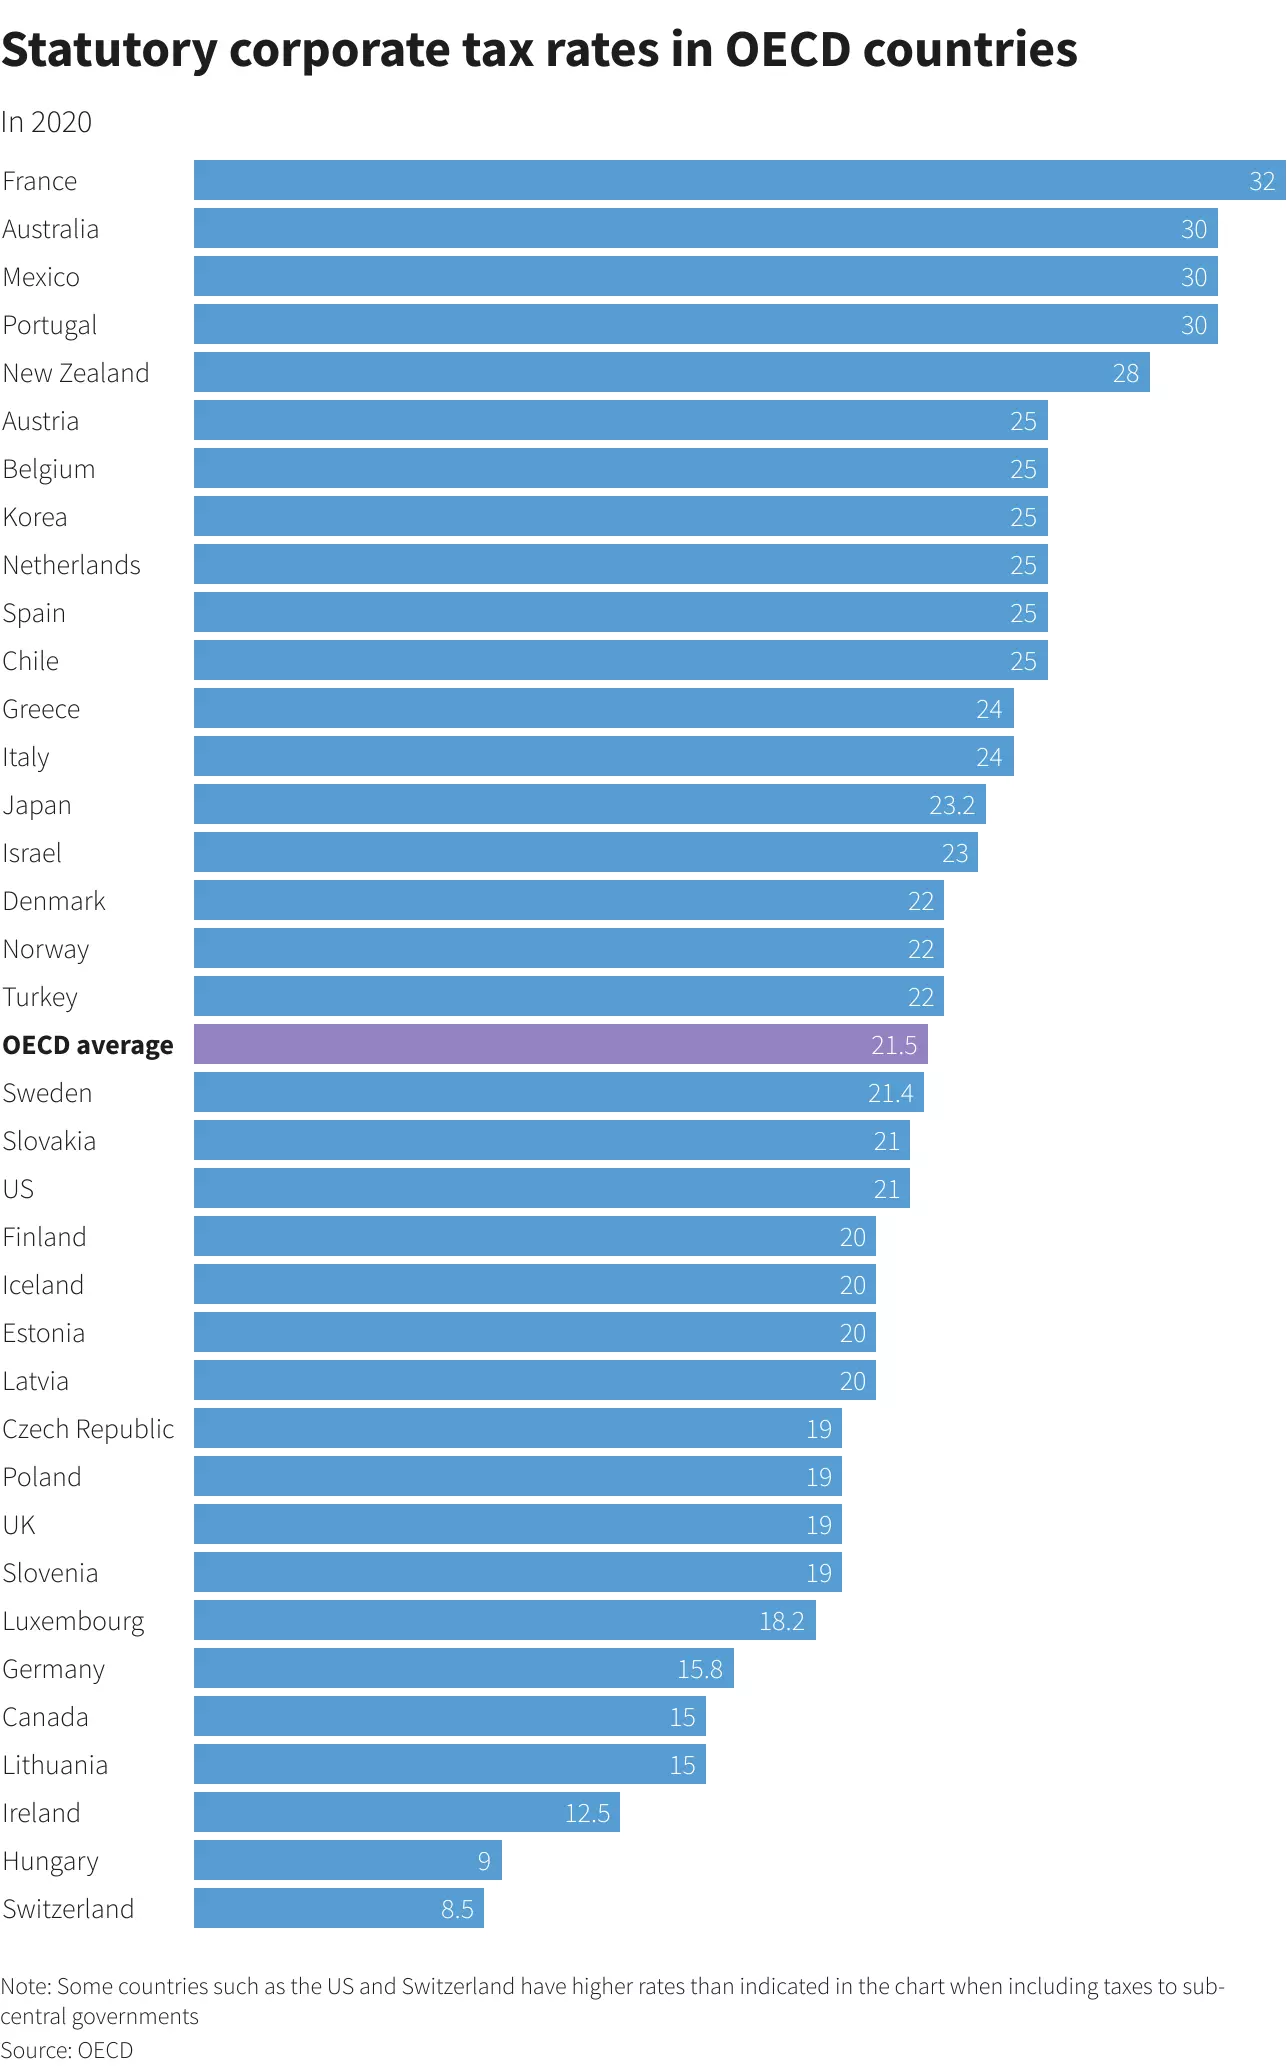 Statutory corporate tax rates in OECD countries
In 2020
France 32
Australia 30
Mexico 30
Portugal 30
New Zealand 28
Austria 25
Belgium 25
Korea 25
Netherlands 25
Spain 25
Chile 25
Greece 24
Italy 24
Japan 23.2
Israel 23
Denmark 22
Norway 22
Turkey 22
OECD average 21.5
Sweden 21.4
Slovakia 21
US 21
Finland 20
Iceland 20
Estonia 20
Latvia 20
Czech Republic 19
Poland 19
UK 19
Slovenia 19
Luxembourg 18.2
Germany 15.8
Canada 15
Lithuania 15
Ireland 12.5
Hungary 9
Switzerland 8.5
Note: Some countries such as the US and Switzerland have higher rates than indicated in the chart when including taxes to sub-
central governments
Source: OECD